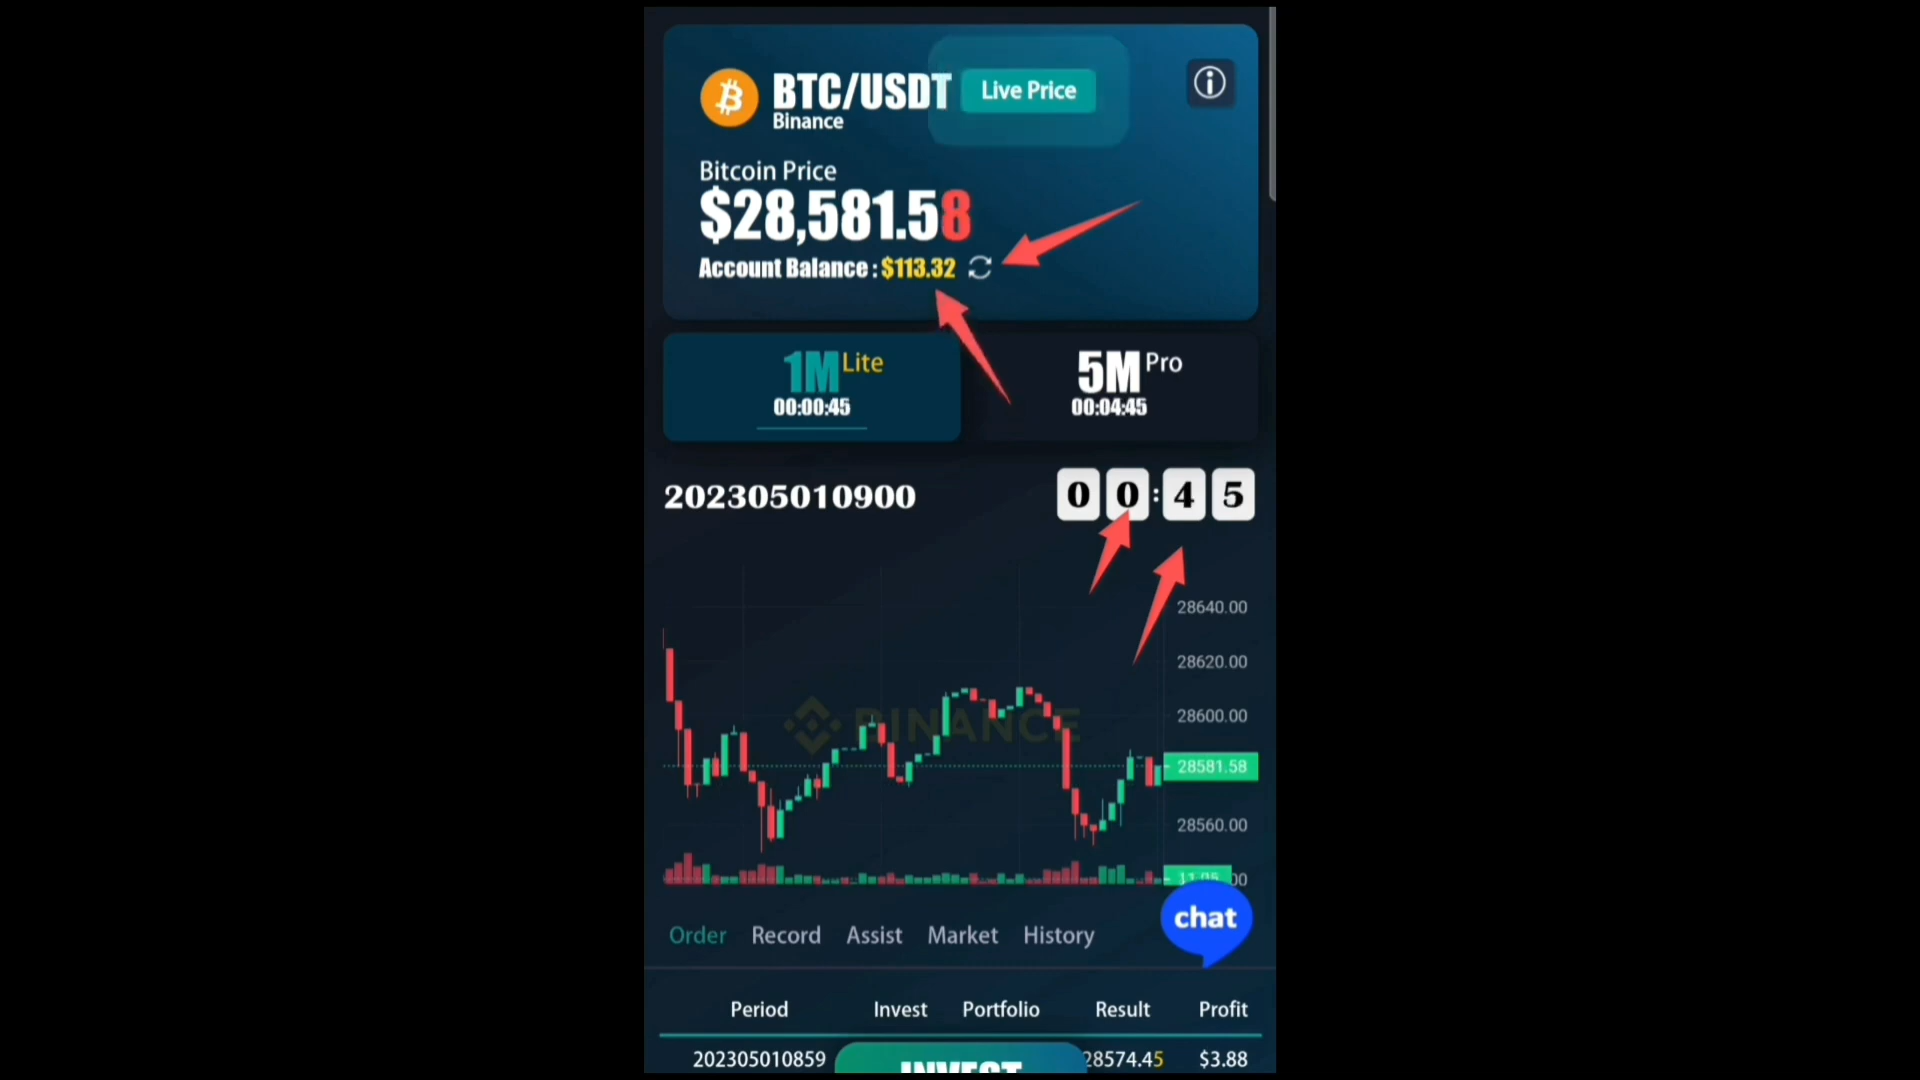 BTC/USDT Live Price
Binance
Bitcoin Price
$28,581.58
Account Balance : $113.32
1M Lite
00:00:45
5M Pro
00:04:45
202305010900
00:45
28640.00
28620.00
28600.00
BINANCE
28581.58
28560.00
chat
Order Record Assist Market History
Period Invest Portfolio Result Profit
202305010859 28574.45 $3.88
INVEST